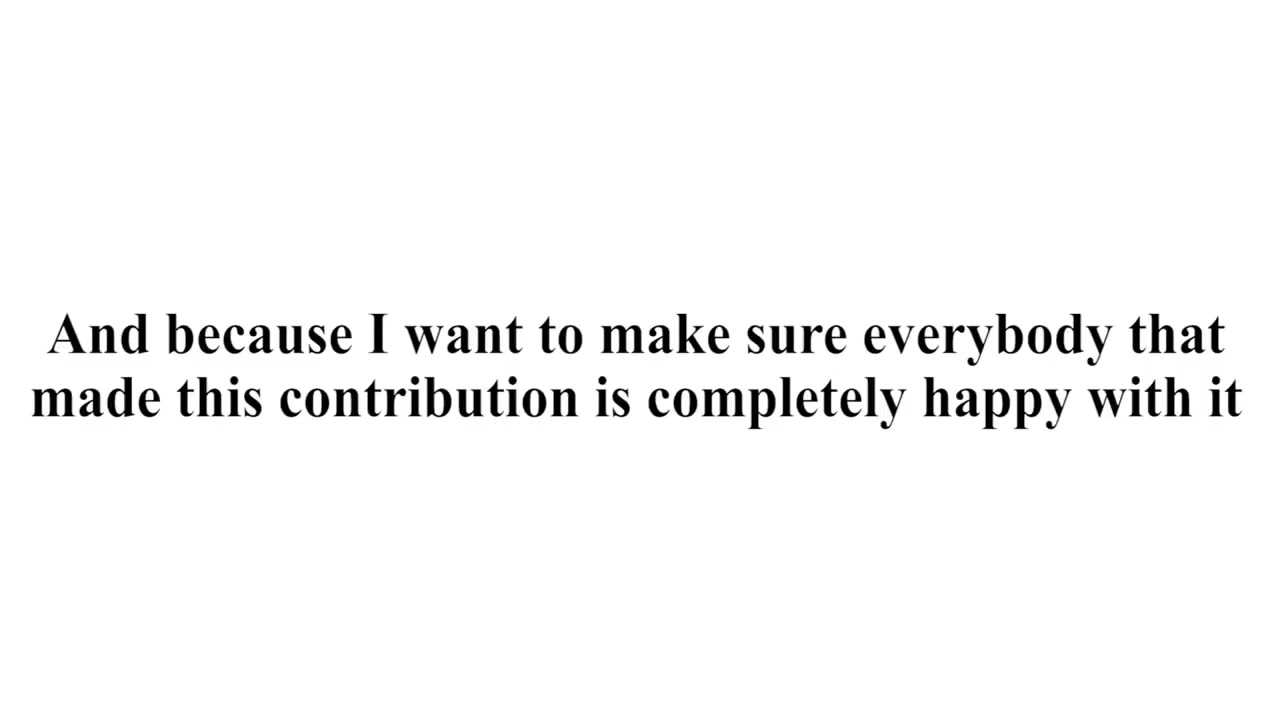 And because I want to make sure everybody that
made this contribution is completely happy with it